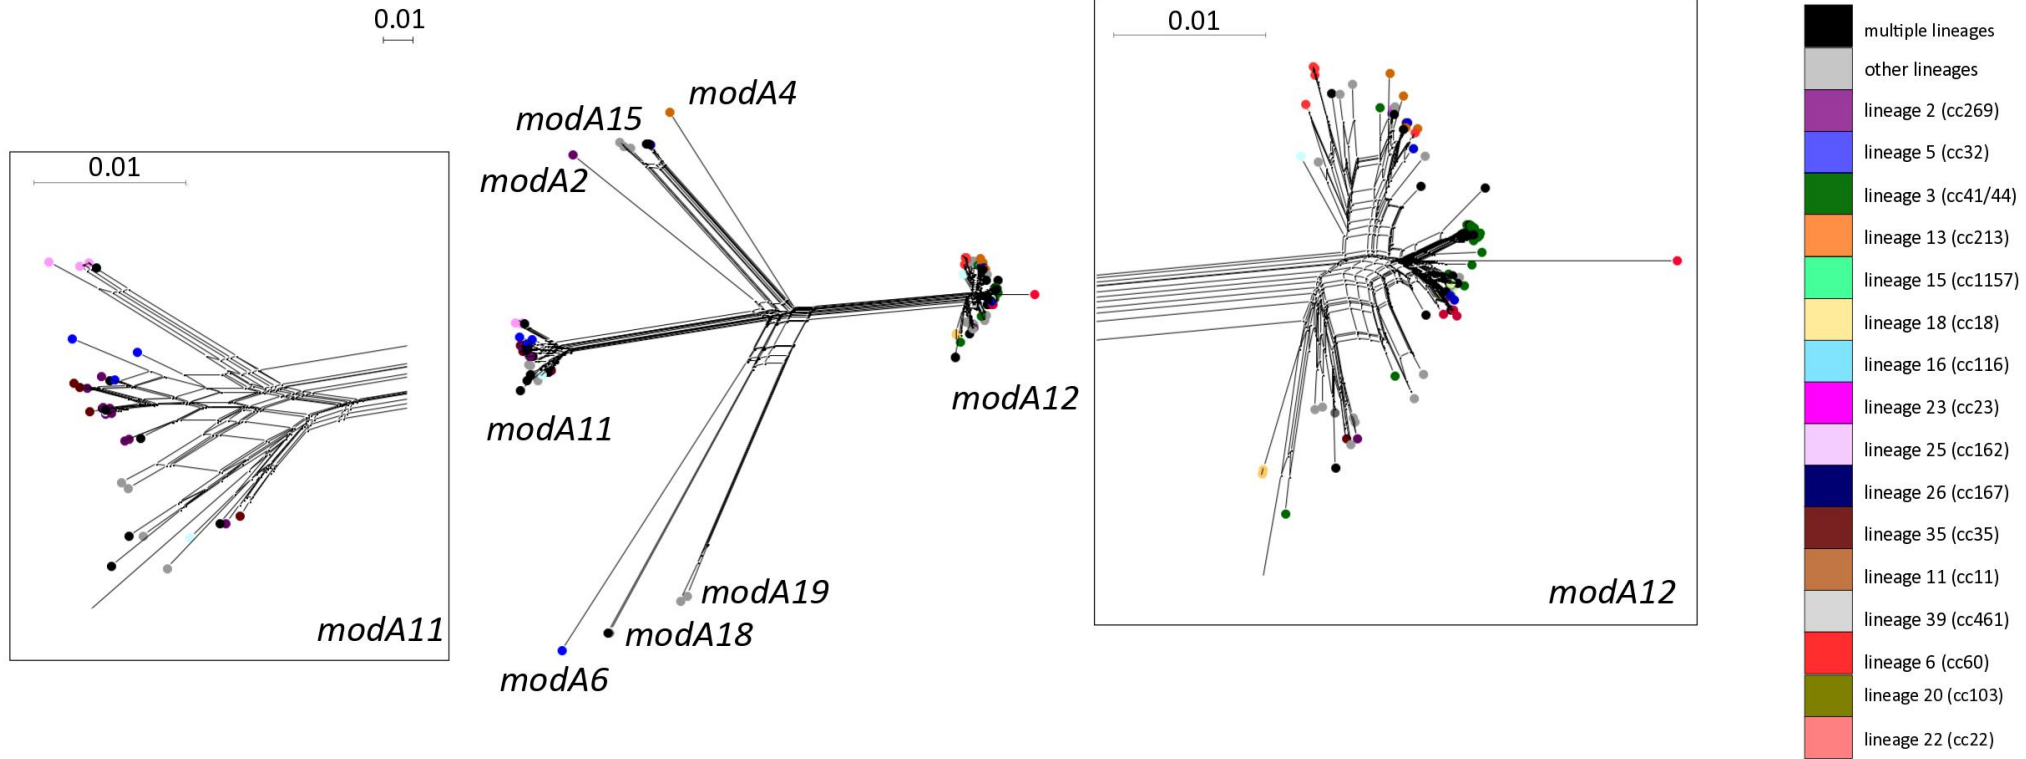 0.01
modA11
0.01
modA4
modA15
modA2
modA11
modA12
modA19
modA18
modA6
0.01
modA12
multiple lineages
other lineages
lineage 2 (cc269)
lineage 5 (cc32)
lineage 3 (cc41/44)
lineage 13 (cc213)
lineage 15 (cc1157)
lineage 18 (cc18)
lineage 16 (cc116)
lineage 23 (cc23)
lineage 25 (cc162)
lineage 26 (cc167)
lineage 35 (cc35)
lineage 11 (cc11)
lineage 39 (cc461)
lineage 6 (cc60)
lineage 20 (cc103)
lineage 22 (cc22)